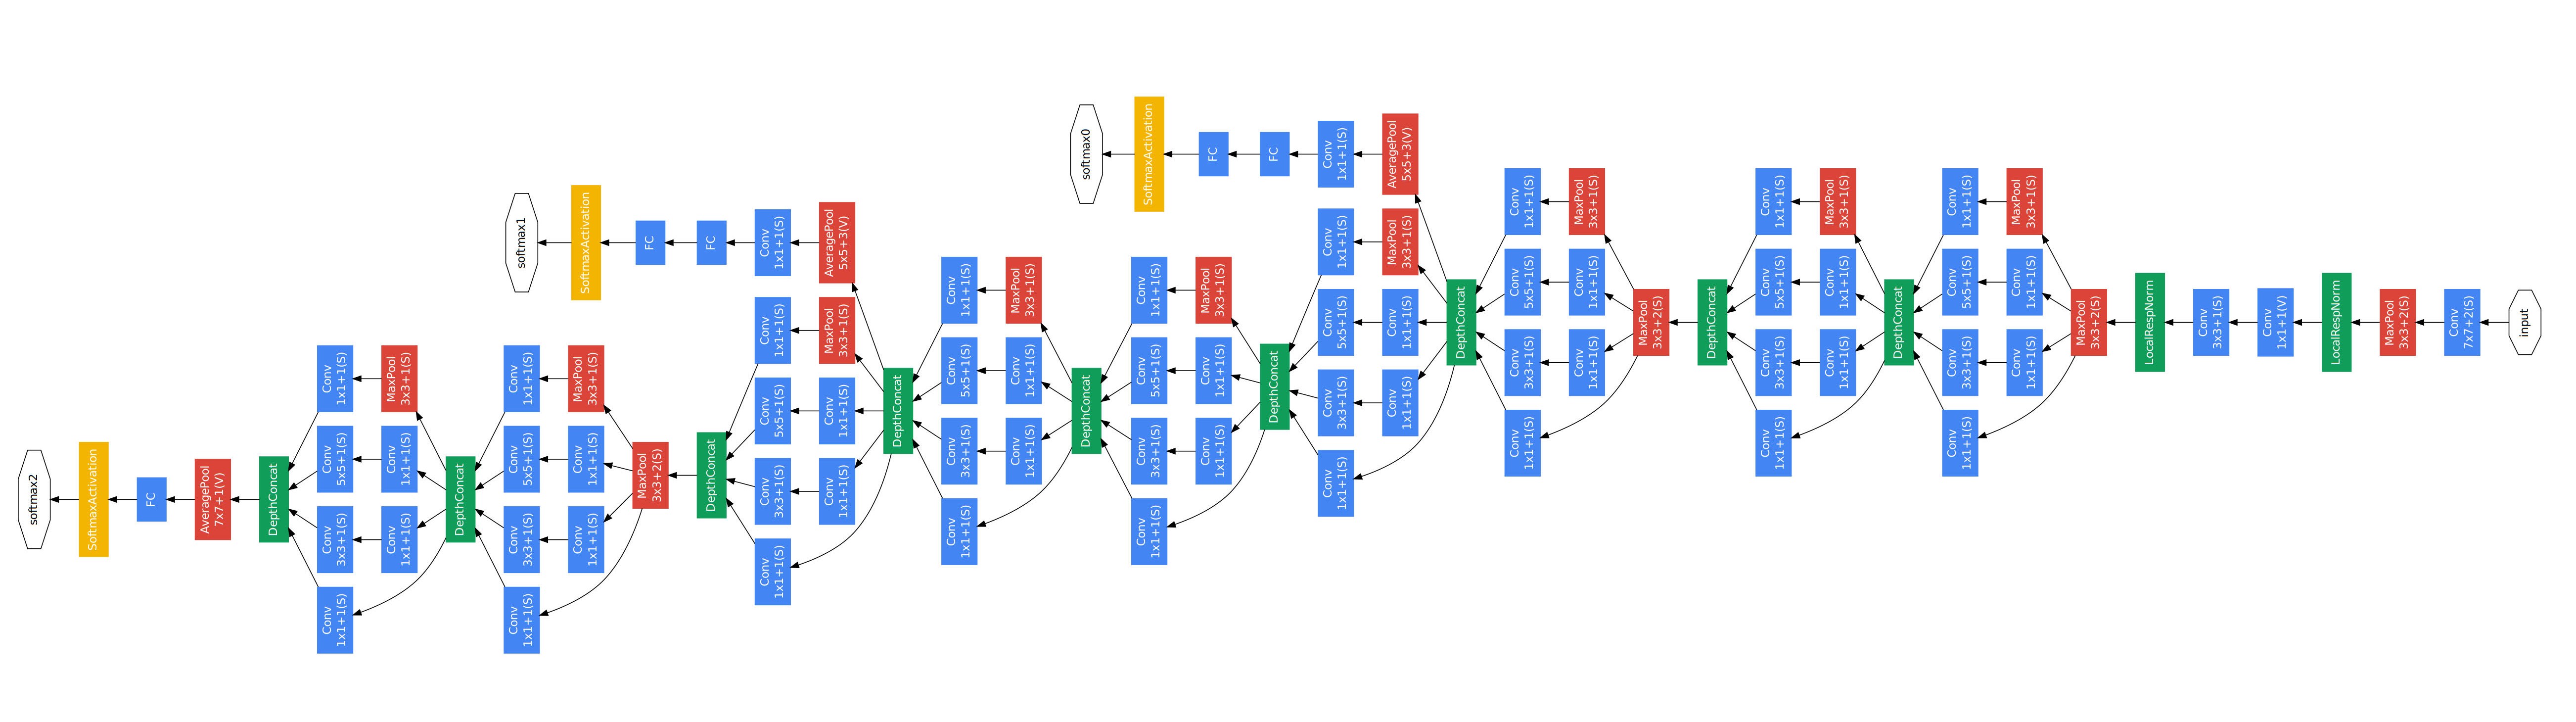 input
Conv
7x7+2(S)
MaxPool
3x3+2(S)
LocalRespNorm
Conv
1x1+1(V)
Conv
3x3+1(S)
LocalRespNorm
MaxPool
3x3+2(S)
Conv
1x1+1(S)
Conv
1x1+1(S)
MaxPool
3x3+1(S)
Conv
1x1+1(S)
Conv
3x3+1(S)
Conv
5x5+1(S)
Conv
1x1+1(S)
DepthConcat
Conv
1x1+1(S)
Conv
1x1+1(S)
MaxPool
3x3+1(S)
Conv
1x1+1(S)
Conv
3x3+1(S)
Conv
5x5+1(S)
Conv
1x1+1(S)
DepthConcat
MaxPool
3x3+2(S)
Conv
1x1+1(S)
Conv
1x1+1(S)
MaxPool
3x3+1(S)
Conv
1x1+1(S)
Conv
3x3+1(S)
Conv
5x5+1(S)
Conv
1x1+1(S)
DepthConcat
Conv
1x1+1(S)
Conv
1x1+1(S)
MaxPool
3x3+1(S)
AveragePool
5x5+3(V)
Conv
1x1+1(S)
Conv
3x3+1(S)
Conv
5x5+1(S)
Conv
1x1+1(S)
Conv
1x1+1(S)
DepthConcat
FC
Conv
1x1+1(S)
Conv
1x1+1(S)
MaxPool
3x3+1(S)
FC
Conv
1x1+1(S)
Conv
3x3+1(S)
Conv
5x5+1(S)
Conv
1x1+1(S)
SoftmaxActivation
DepthConcat
softmax0
Conv
1x1+1(S)
Conv
1x1+1(S)
MaxPool
3x3+1(S)
Conv
1x1+1(S)
Conv
3x3+1(S)
Conv
5x5+1(S)
Conv
1x1+1(S)
DepthConcat
Conv
1x1+1(S)
Conv
1x1+1(S)
MaxPool
3x3+1(S)
AveragePool
5x5+3(V)
Conv
1x1+1(S)
Conv
3x3+1(S)
Conv
5x5+1(S)
Conv
1x1+1(S)
Conv
1x1+1(S)
DepthConcat
FC
MaxPool
3x3+2(S)
FC
Conv
1x1+1(S)
Conv
1x1+1(S)
MaxPool
3x3+1(S)
SoftmaxActivation
Conv
1x1+1(S)
Conv
3x3+1(S)
Conv
5x5+1(S)
Conv
1x1+1(S)
softmax1
DepthConcat
Conv
1x1+1(S)
Conv
1x1+1(S)
MaxPool
3x3+1(S)
Conv
1x1+1(S)
Conv
3x3+1(S)
Conv
5x5+1(S)
Conv
1x1+1(S)
DepthConcat
AveragePool
7x7+1(V)
FC
SoftmaxActivation
softmax2